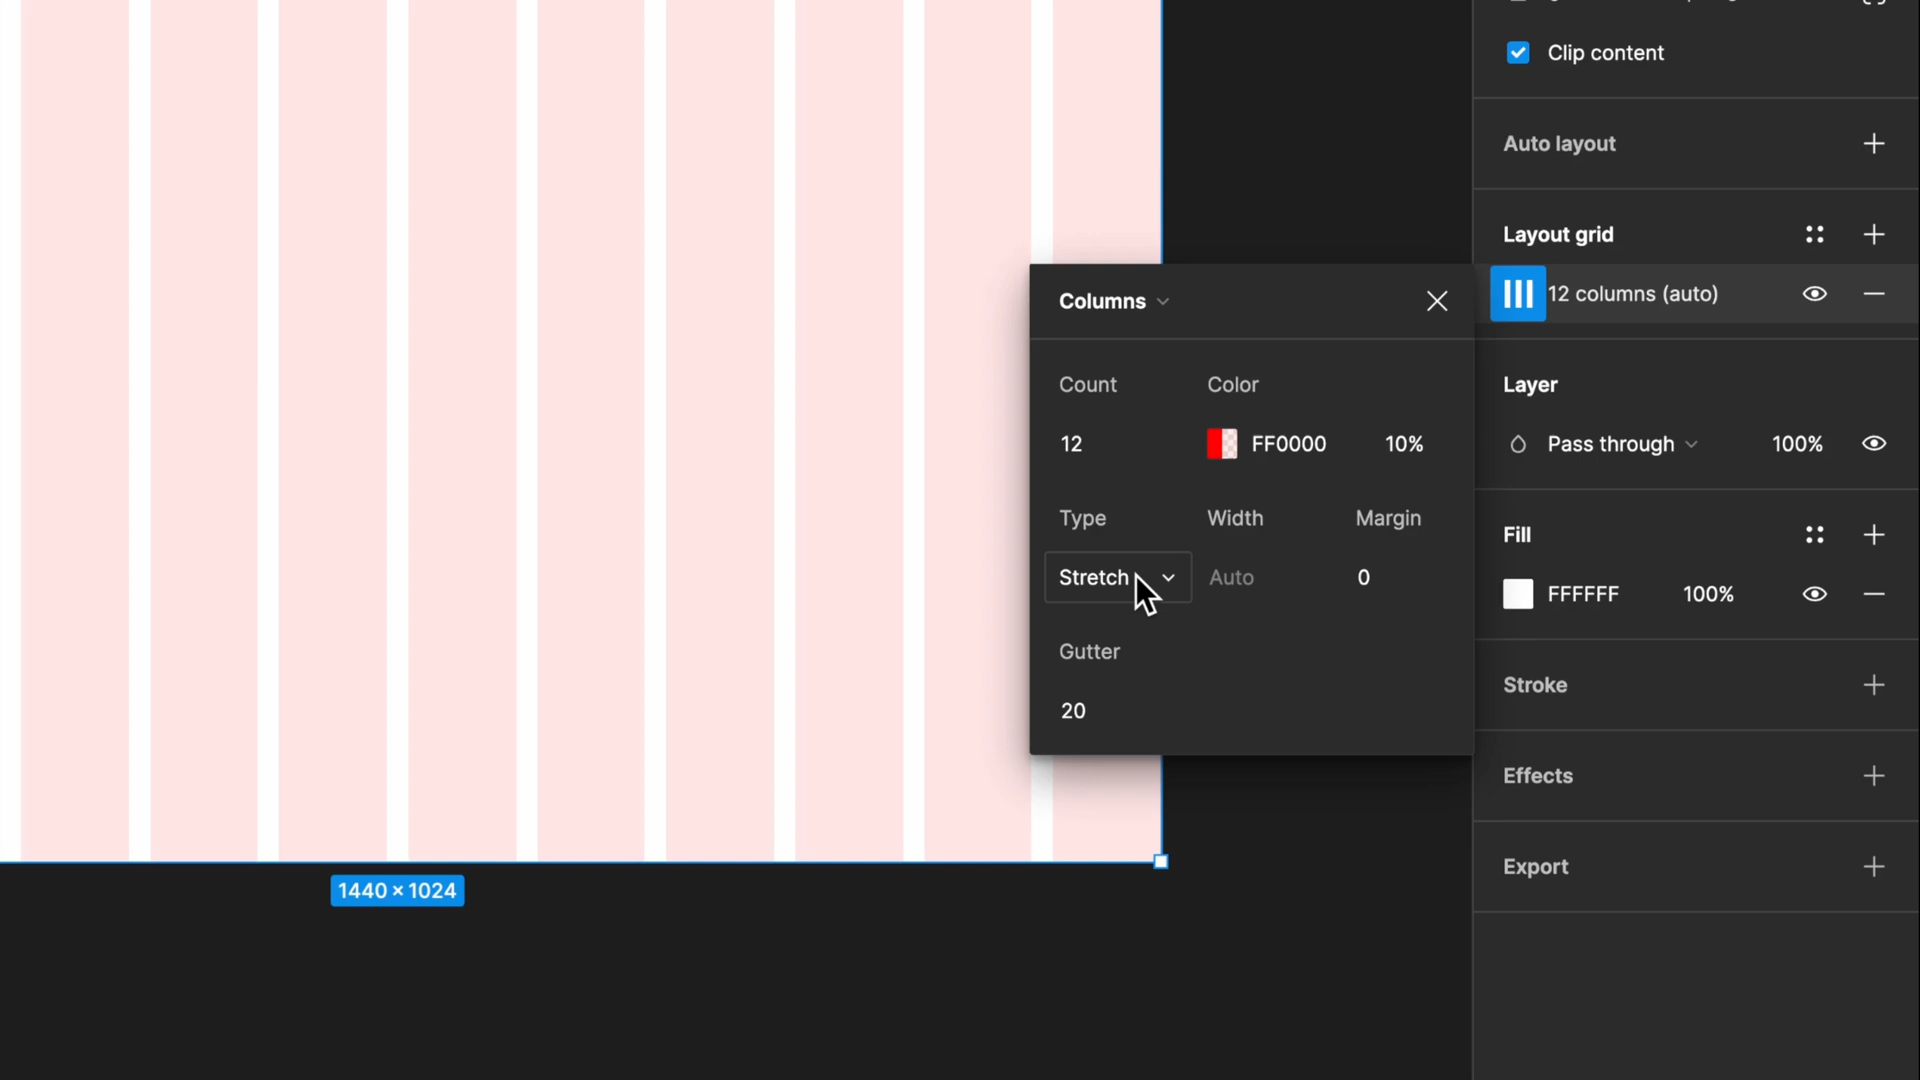 Clip content
Auto layout
Layout grid
12 columns (auto)
Columns
Count Color
12 FF0000 10%
Type Width Margin
Stretch Auto 0
Gutter
20
Layer
Pass through 100%
Fill
FFFFFF 100%
Stroke
Effects
Export
1440 × 1024